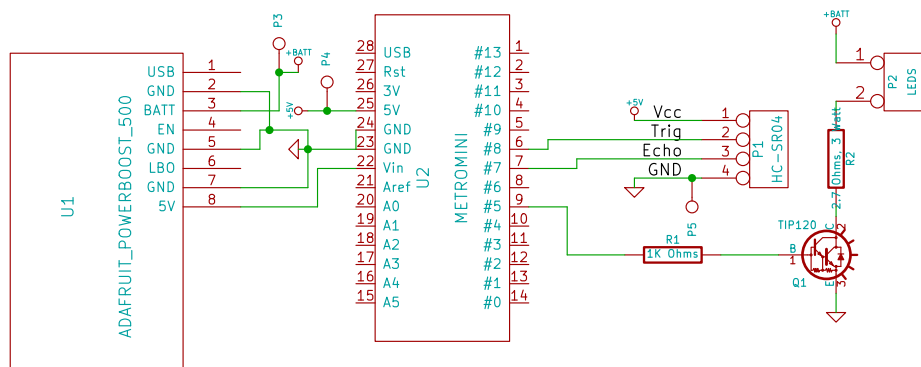 U1
ADAFRUIT_POWERBOOST_500
USB 1
GND 2
BATT 3
EN 4
GND 5
LBO 6
GND 7
5V 8
P3
+BATT
P4
+5V
U2
METROMINI
28 USB
27 Rst
26 3V
25 5V
24 GND
23 GND
22 Vin
21 Aref
20 A0
19 A1
18 A2
17 A3
16 A4
15 A5
#13 1
#12 2
#11 3
#10 4
#9 5
#8 6
#7 7
#6 8
#5 9
#4 10
#3 11
#2 12
#1 13
#0 14
+5V
Vcc 1
Trig 2
Echo 3
GND 4
P1
HC-SR04
P5
R1
1K Ohms
+BATT
1
2
P2
LEDS
2.7 Ohms, 3 Watt
R2
TIP120
B
1
C
2
E
3
Q1